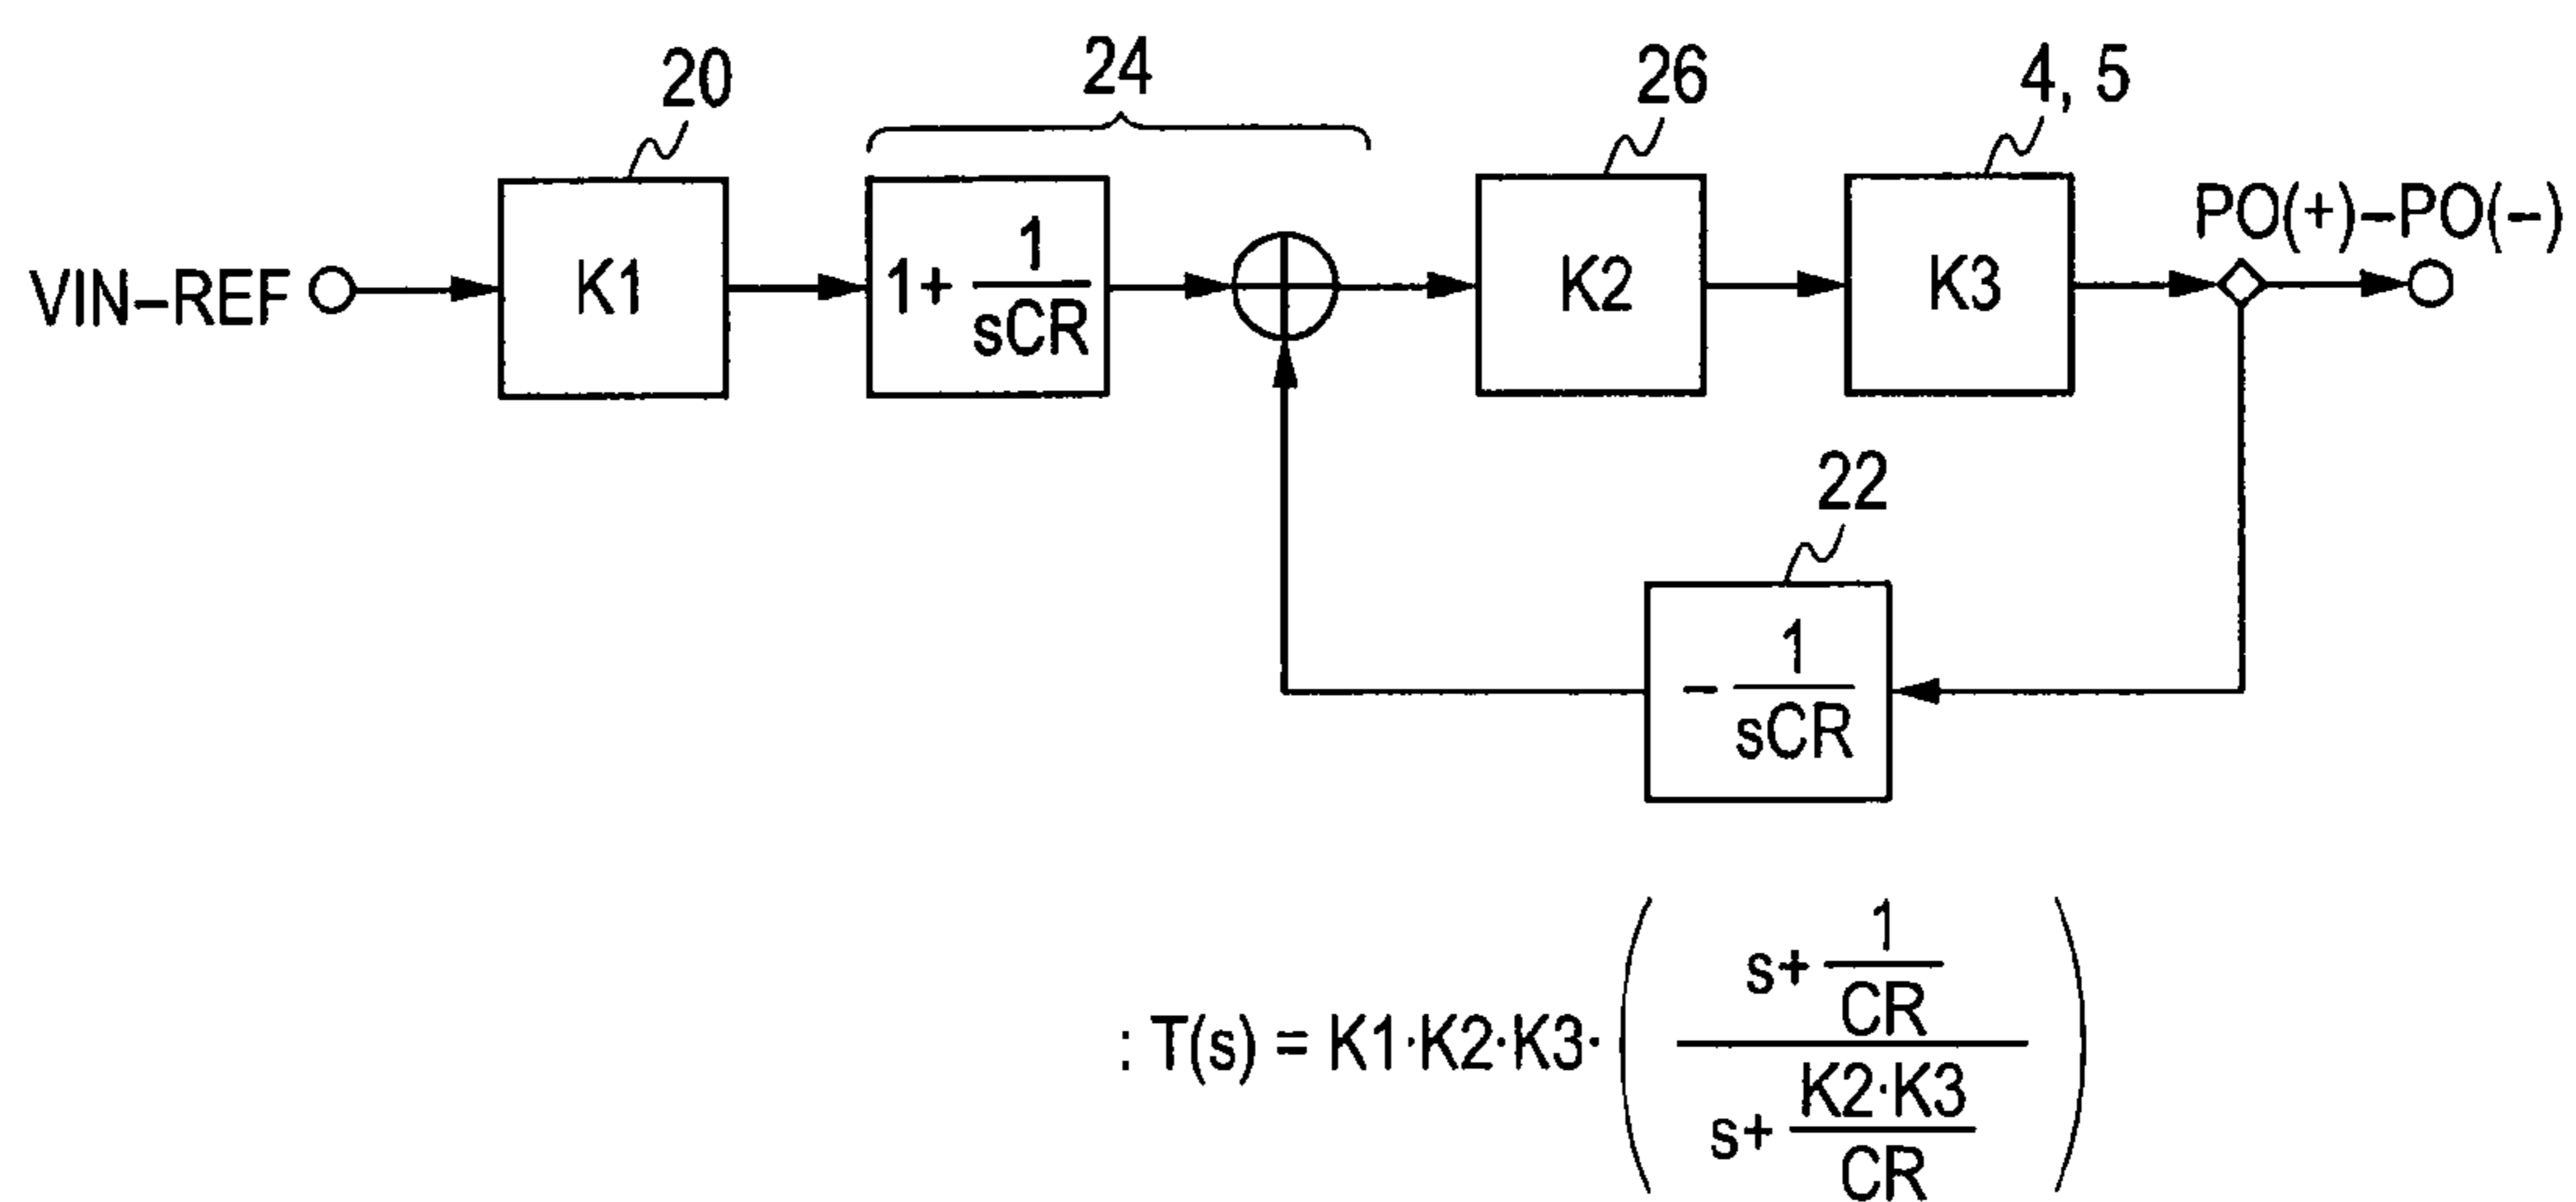 20
24
26
4, 5
VIN–REF
K1
1+ 1/sCR
K2
K3
PO(+)–PO(–)
22
– 1/sCR
: T(s) = K1·K2·K3· ( (s+ 1/CR) / (s+ K2·K3/CR) )